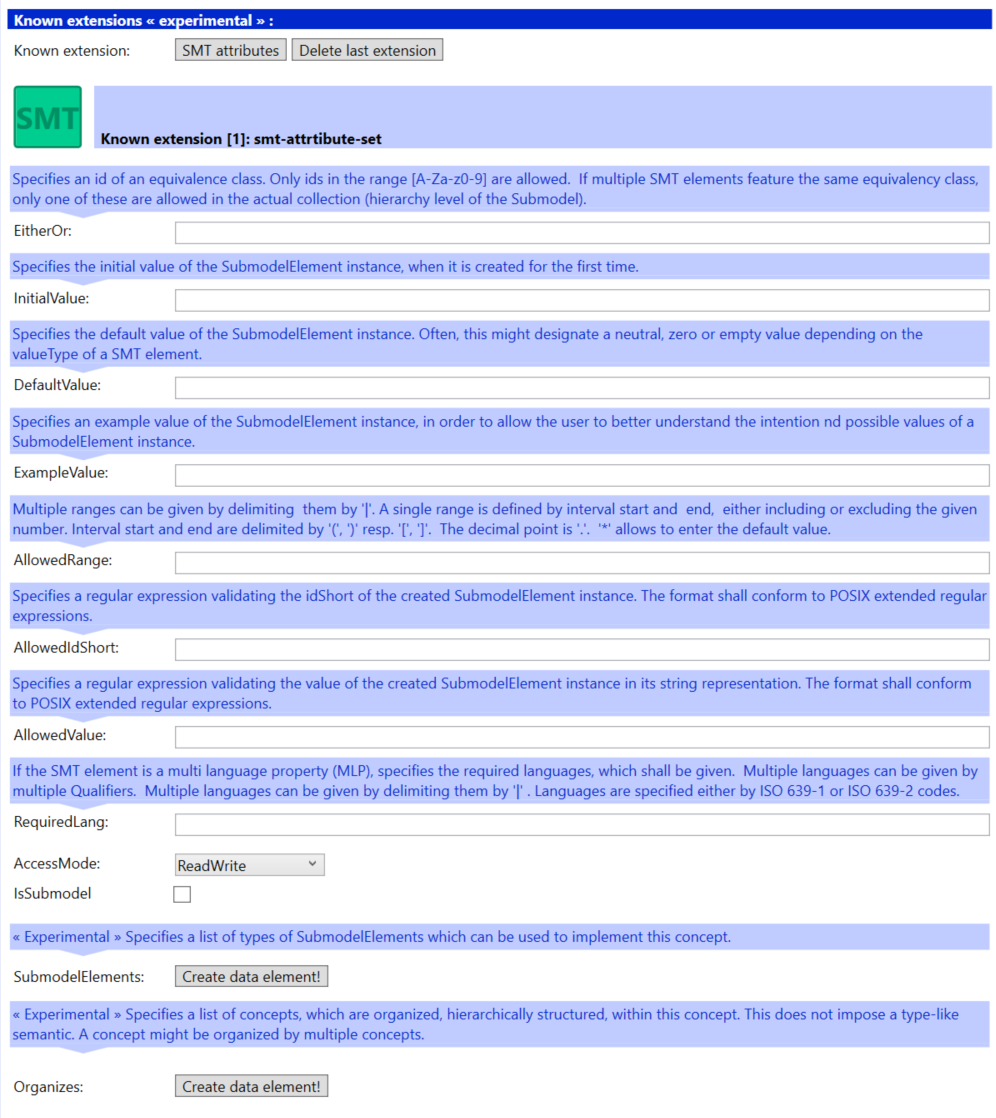 Known extensions « experimental » :
Known extension: SMT attributes Delete last extension
SMT
Known extension [1]: smt-attrtibute-set
Specifies an id of an equivalence class. Only ids in the range [A-Za-z0-9] are allowed.  If multiple SMT elements feature the same equivalency class,
only one of these are allowed in the actual collection (hierarchy level of the Submodel).
EitherOr:
Specifies the initial value of the SubmodelElement instance, when it is created for the first time.
InitialValue:
Specifies the default value of the SubmodelElement instance. Often, this might designate a neutral, zero or empty value depending on the
valueType of a SMT element.
DefaultValue:
Specifies an example value of the SubmodelElement instance, in order to allow the user to better understand the intention nd possible values of a
SubmodelElement instance.
ExampleValue:
Multiple ranges can be given by delimiting  them by '|'. A single range is defined by interval start and  end,  either including or excluding the given
number. Interval start and end are delimited by '(', ')' resp. '[', ']'.  The decimal point is '.'.  '*' allows to enter the default value.
AllowedRange:
Specifies a regular expression validating the idShort of the created SubmodelElement instance. The format shall conform to POSIX extended regular
expressions.
AllowedIdShort:
Specifies a regular expression validating the value of the created SubmodelElement instance in its string representation. The format shall conform
to POSIX extended regular expressions.
AllowedValue:
If the SMT element is a multi language property (MLP), specifies the required languages, which shall be given.  Multiple languages can be given by
multiple Qualifiers.  Multiple languages can be given by delimiting them by '|' . Languages are specified either by ISO 639-1 or ISO 639-2 codes.
RequiredLang:
AccessMode: ReadWrite
IsSubmodel
« Experimental » Specifies a list of types of SubmodelElements which can be used to implement this concept.
SubmodelElements: Create data element!
« Experimental » Specifies a list of concepts, which are organized, hierarchically structured, within this concept. This does not impose a type-like
semantic. A concept might be organized by multiple concepts.
Organizes: Create data element!